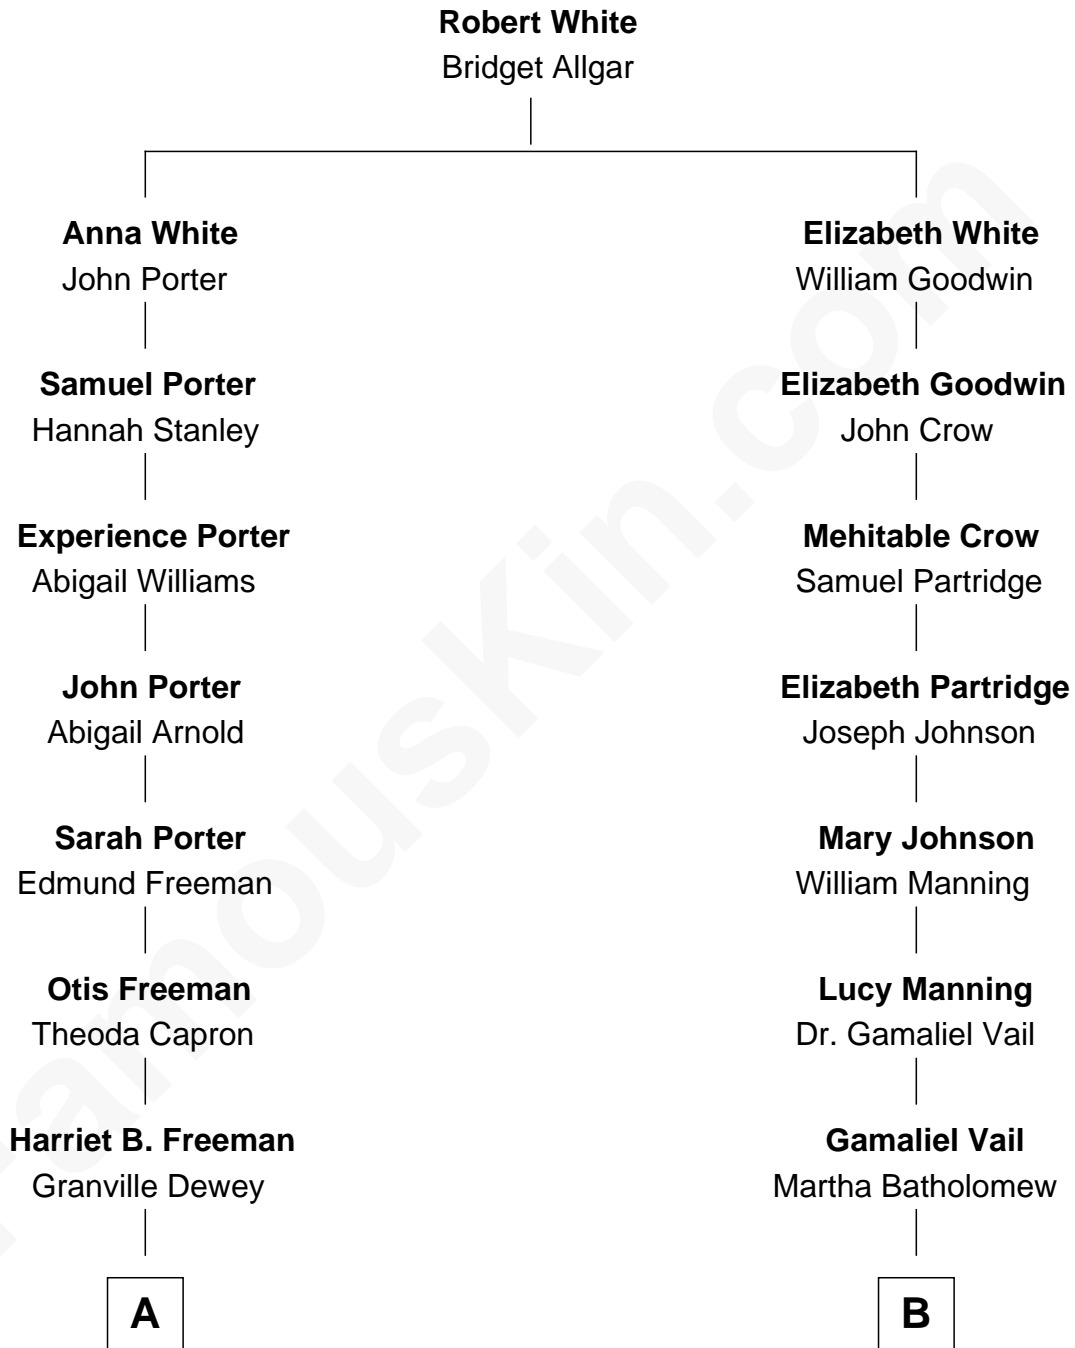 Robert White
Bridget Allgar
Anna White
John Porter
Elizabeth White
William Goodwin
Samuel Porter
Hannah Stanley
Elizabeth Goodwin
John Crow
Experience Porter
Abigail Williams
Mehitable Crow
Samuel Partridge
John Porter
Abigail Arnold
Elizabeth Partridge
Joseph Johnson
Sarah Porter
Edmund Freeman
Mary Johnson
William Manning
Otis Freeman
Theoda Capron
Lucy Manning
Dr. Gamaliel Vail
Harriet B. Freeman
Granville Dewey
Gamaliel Vail
Martha Batholomew
A
B
FamousKin.com